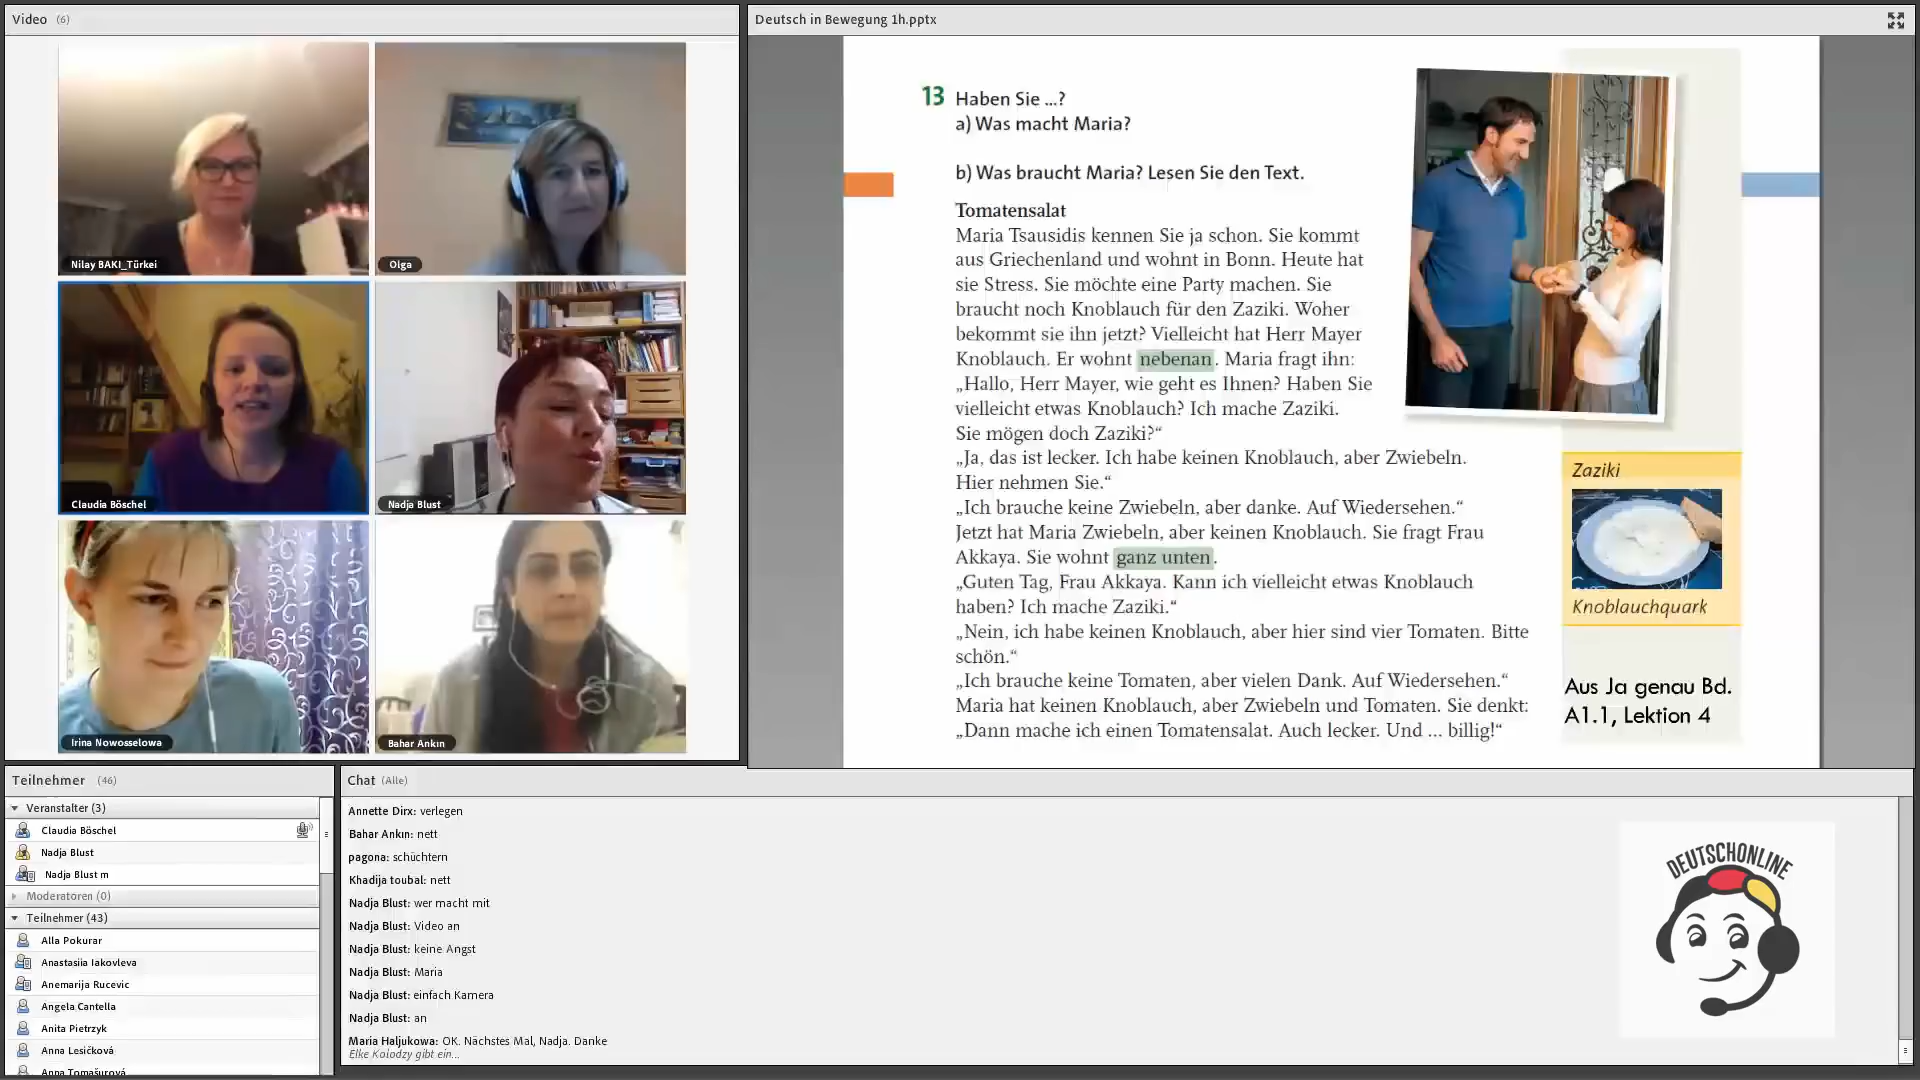 Video (6)
Nilay BAKI_Türkei
Olga
Claudia Böschel
Nadja Blust
Irina Nowosselowa
Bahar Ankın
Deutsch in Bewegung 1h.pptx
13 Haben Sie ...?
a) Was macht Maria?
b) Was braucht Maria? Lesen Sie den Text.
Tomatensalat
Maria Tsausidis kennen Sie ja schon. Sie kommt
aus Griechenland und wohnt in Bonn. Heute hat
sie Stress. Sie möchte eine Party machen. Sie
braucht noch Knoblauch für den Zaziki. Woher
bekommt sie ihn jetzt? Vielleicht hat Herr Mayer
Knoblauch. Er wohnt nebenan. Maria fragt ihn:
„Hallo, Herr Mayer, wie geht es Ihnen? Haben Sie
vielleicht etwas Knoblauch? Ich mache Zaziki.
Sie mögen doch Zaziki?“
„Ja, das ist lecker. Ich habe keinen Knoblauch, aber Zwiebeln.
Hier nehmen Sie.“
„Ich brauche keine Zwiebeln, aber danke. Auf Wiedersehen.“
Jetzt hat Maria Zwiebeln, aber keinen Knoblauch. Sie fragt Frau
Akkaya. Sie wohnt ganz unten.
„Guten Tag, Frau Akkaya. Kann ich vielleicht etwas Knoblauch
haben? Ich mache Zaziki.“
„Nein, ich habe keinen Knoblauch, aber hier sind vier Tomaten. Bitte
schön.“
„Ich brauche keine Tomaten, aber vielen Dank. Auf Wiedersehen.“
Maria hat keinen Knoblauch, aber Zwiebeln und Tomaten. Sie denkt:
„Dann mache ich einen Tomatensalat. Auch lecker. Und ... billig!“
Zaziki
Knoblauchquark
Aus Ja genau Bd.
A1.1, Lektion 4
Teilnehmer (46)
Veranstalter (3)
Claudia Böschel
Nadja Blust
Nadja Blust m
Moderatoren (0)
Teilnehmer (43)
Alla Pokurar
Anastasiia Iakovleva
Anemarija Rucevic
Angela Cantella
Anita Pietrzyk
Anna Lesičková
Anna Tomašurová
Chat (Alle)
Annette Dirx: verlegen
Bahar Ankın: nett
pagona: schüchtern
Khadija toubal: nett
Nadja Blust: wer macht mit
Nadja Blust: Video an
Nadja Blust: keine Angst
Nadja Blust: Maria
Nadja Blust: einfach Kamera
Nadja Blust: an
Maria Haljukowa: OK. Nächstes Mal, Nadja. Danke
Elke Kolodzy gibt ein...
DEUTSCHONLINE